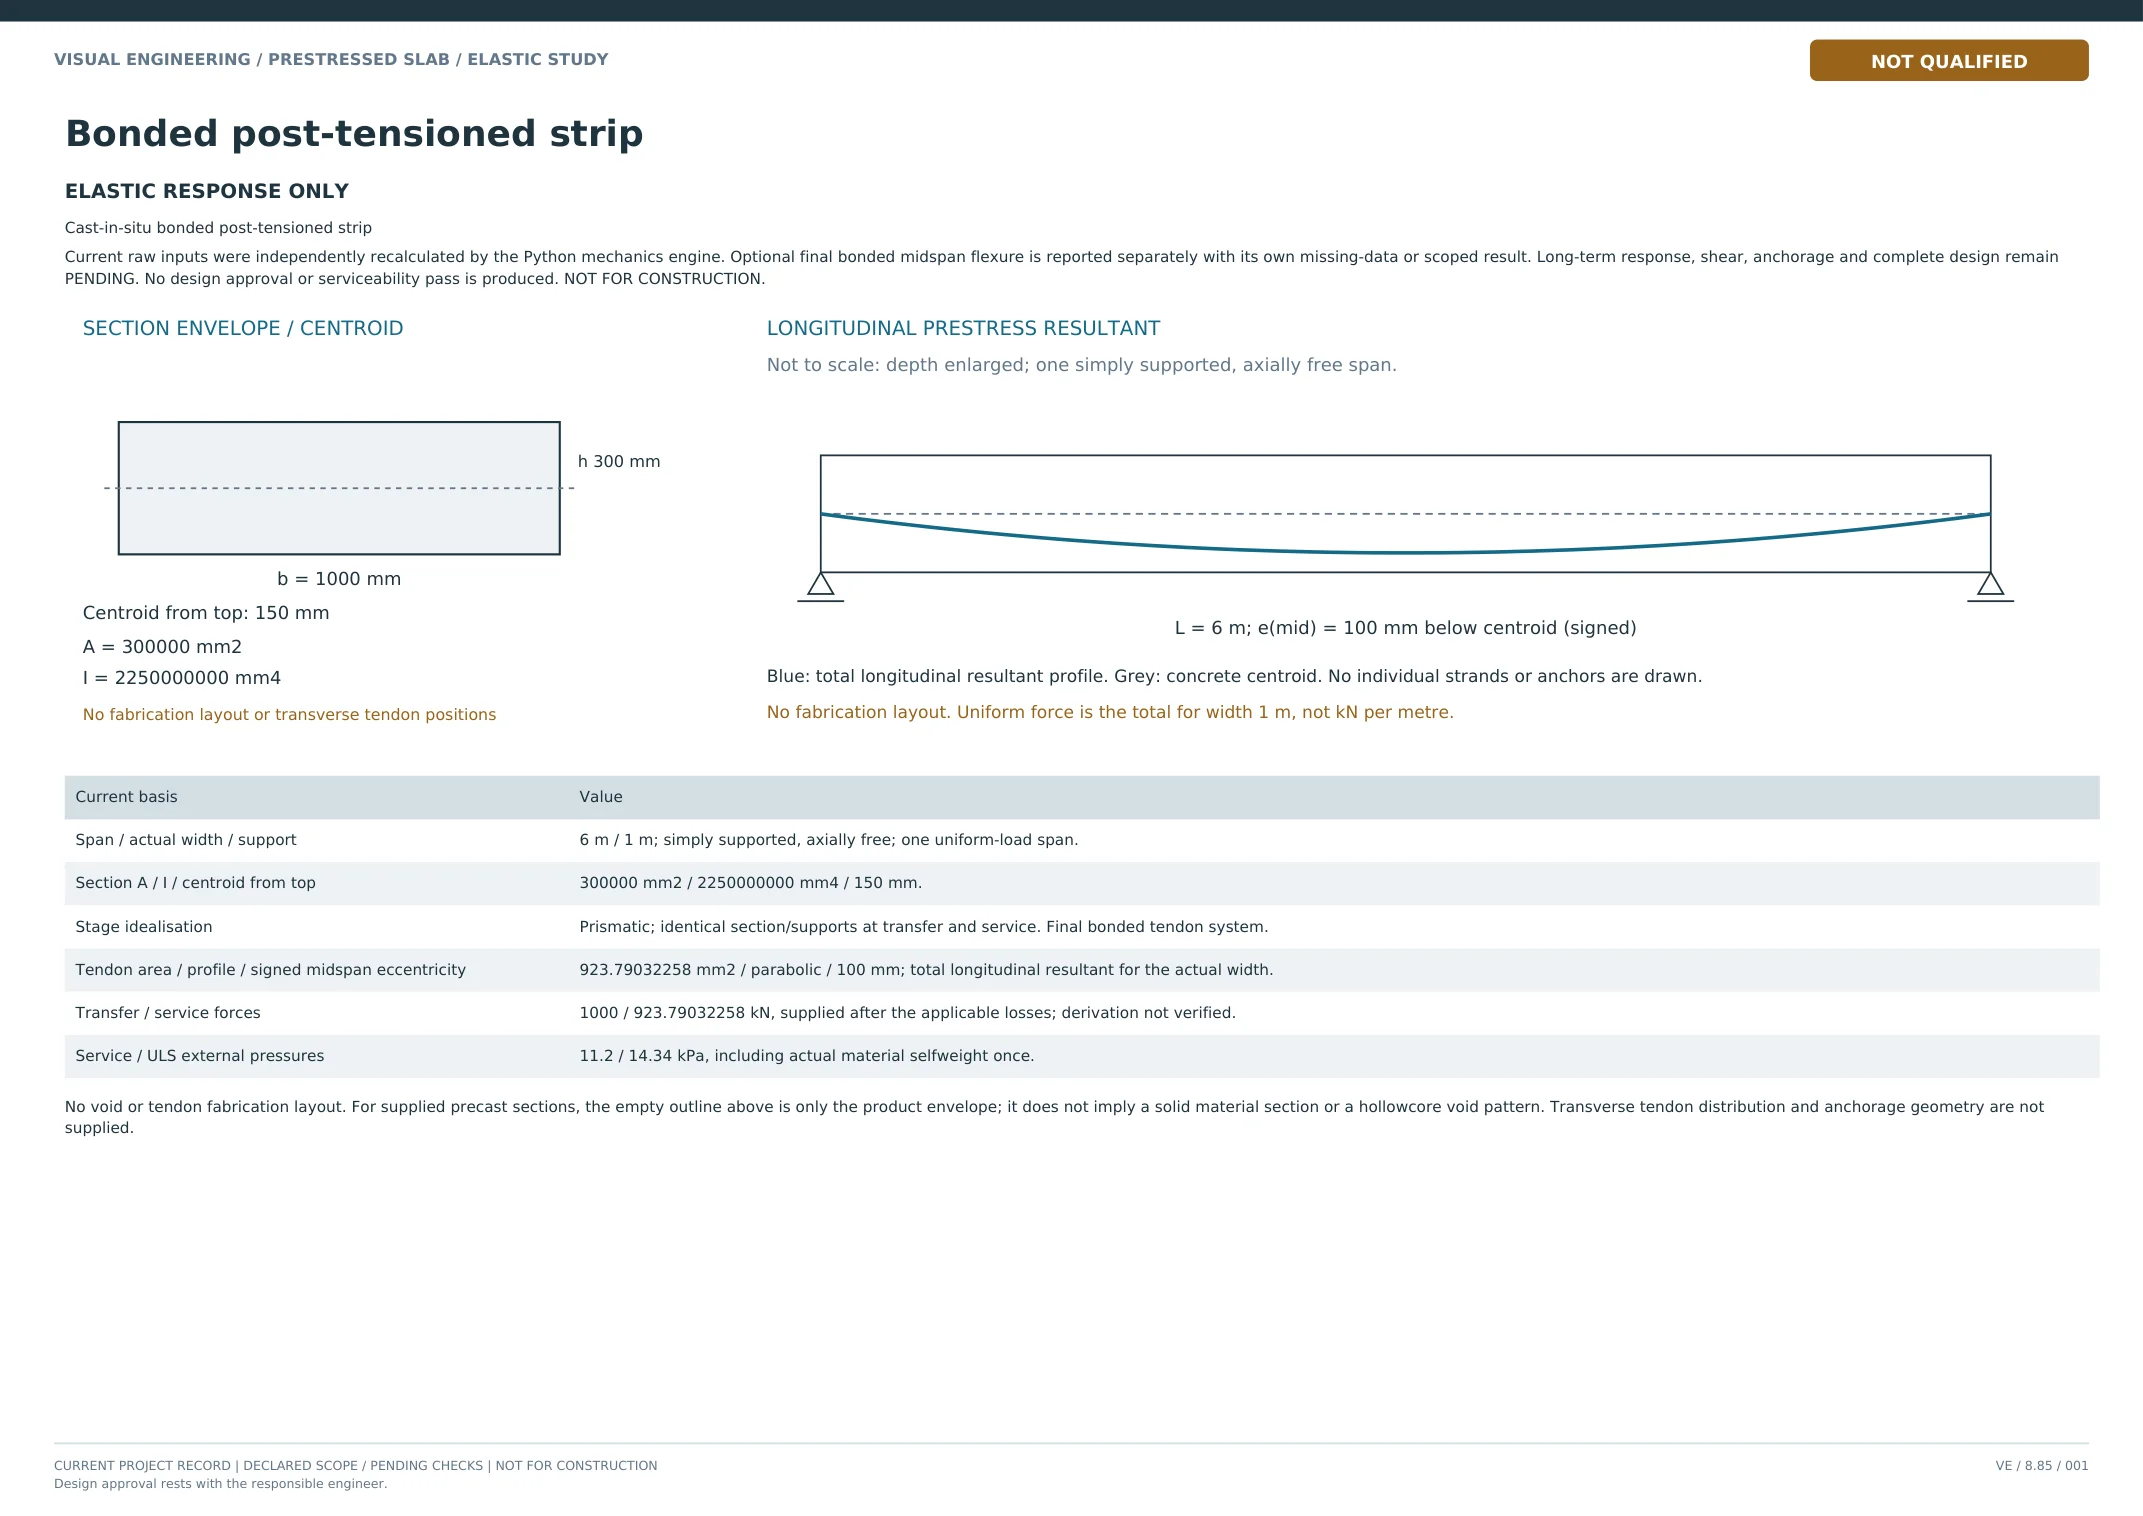 VISUAL ENGINEERING / PRESTRESSED SLAB / ELASTIC STUDY
NOT QUALIFIED
Bonded post-tensioned strip
ELASTIC RESPONSE ONLY
Cast-in-situ bonded post-tensioned strip
Current raw inputs were independently recalculated by the Python mechanics engine. Optional final bonded midspan flexure is reported separately with its own missing-data or scoped result. Long-term response, shear, anchorage and complete design remain
PENDING. No design approval or serviceability pass is produced. NOT FOR CONSTRUCTION.
SECTION ENVELOPE / CENTROID
h 300 mm
b = 1000 mm
Centroid from top: 150 mm
A = 300000 mm2
I = 2250000000 mm4
No fabrication layout or transverse tendon positions
LONGITUDINAL PRESTRESS RESULTANT
Not to scale: depth enlarged; one simply supported, axially free span.
L = 6 m; e(mid) = 100 mm below centroid (signed)
Blue: total longitudinal resultant profile. Grey: concrete centroid. No individual strands or anchors are drawn.
No fabrication layout. Uniform force is the total for width 1 m, not kN per metre.
Current basis Value
Span / actual width / support 6 m / 1 m; simply supported, axially free; one uniform-load span.
Section A / I / centroid from top 300000 mm2 / 2250000000 mm4 / 150 mm.
Stage idealisation Prismatic; identical section/supports at transfer and service. Final bonded tendon system.
Tendon area / profile / signed midspan eccentricity 923.79032258 mm2 / parabolic / 100 mm; total longitudinal resultant for the actual width.
Transfer / service forces 1000 / 923.79032258 kN, supplied after the applicable losses; derivation not verified.
Service / ULS external pressures 11.2 / 14.34 kPa, including actual material selfweight once.
No void or tendon fabrication layout. For supplied precast sections, the empty outline above is only the product envelope; it does not imply a solid material section or a hollowcore void pattern. Transverse tendon distribution and anchorage geometry are not
supplied.
CURRENT PROJECT RECORD | DECLARED SCOPE / PENDING CHECKS | NOT FOR CONSTRUCTION
Design approval rests with the responsible engineer.
VE / 8.85 / 001